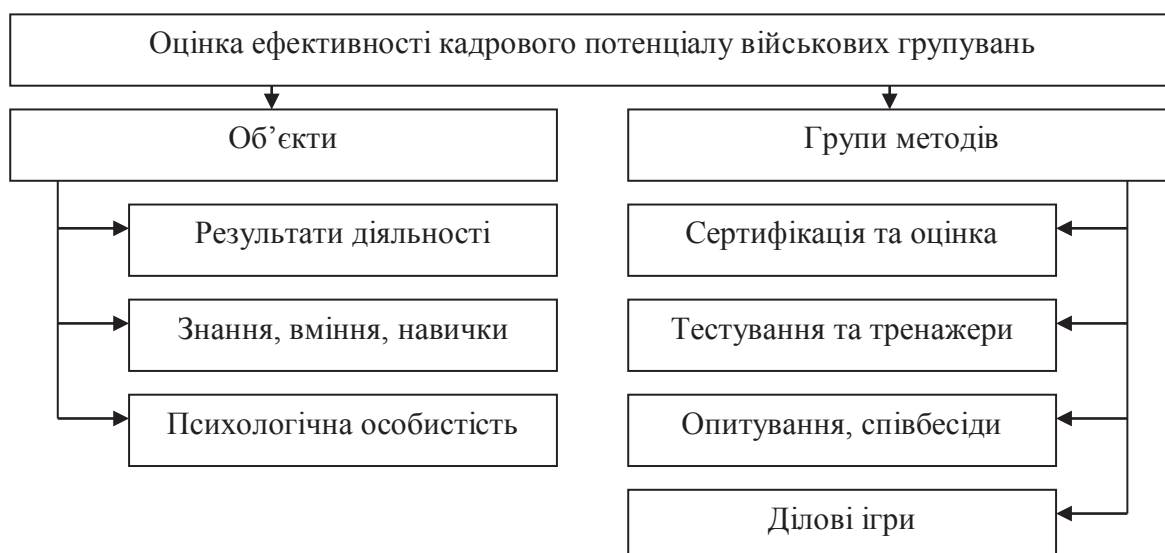 Оцінка ефективності кадрового потенціалу військових групувань
Об’єкти
Результати діяльності
Знання, вміння, навички
Психологічна особистість
Групи методів
Сертифікація та оцінка
Тестування та тренажери
Опитування, співбесіди
Ділові ігри